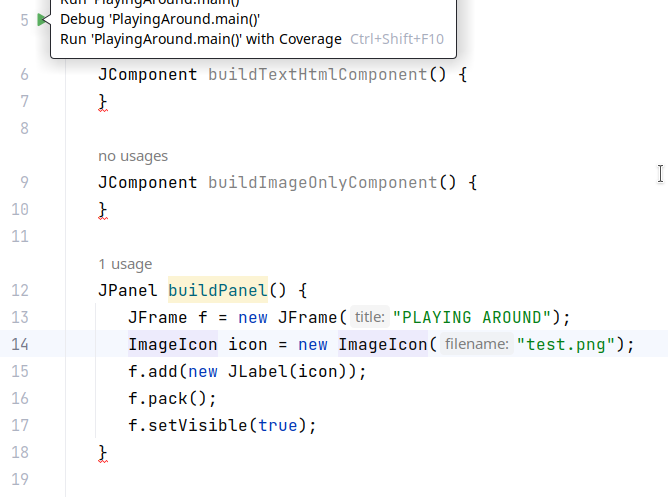 Run 'PlayingAround.main()'
5 Debug 'PlayingAround.main()'
Run 'PlayingAround.main()' with Coverage Ctrl+Shift+F10
6 JComponent buildTextHtmlComponent() {
7 }
8
no usages
9 JComponent buildImageOnlyComponent() {
10 }
11
1 usage
12 JPanel buildPanel() {
13 JFrame f = new JFrame( title: "PLAYING AROUND");
14 ImageIcon icon = new ImageIcon( filename: "test.png");
15 f.add(new JLabel(icon));
16 f.pack();
17 f.setVisible(true);
18 }
19